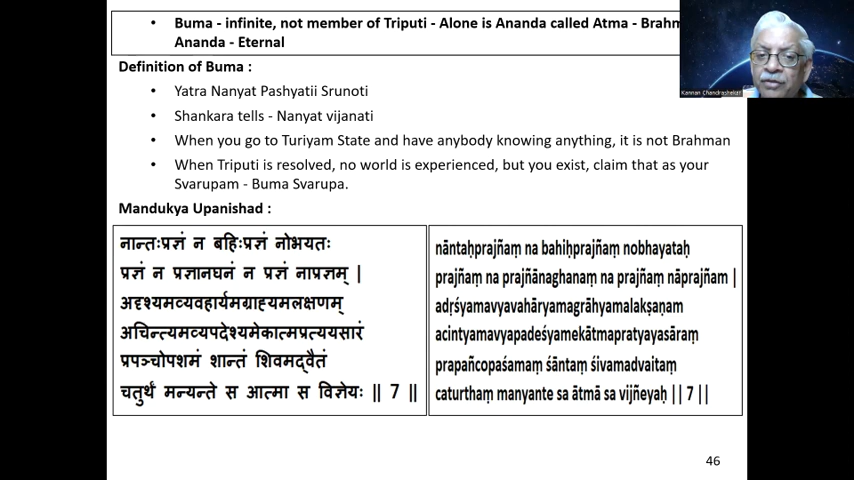 Buma - infinite, not member of Triputi - Alone is Ananda called Atma -
Ananda - Eternal
Kannan Chandrashekar
Definition of Buma :
Yatra Nanyat Pashyatii Srunoti
Shankara tells - Nanyat vijanati
When you go to Turiyam State and have anybody knowing anything, it is not Brahman
When Triputi is resolved, no world is experienced, but you exist, claim that as your
Svarupam - Buma Svarupa.
Mandukya Upanishad :
नान्तःप्रज्ञं न बहिःप्रज्ञं नोभयतः
प्रज्ञं न प्रज्ञानघनं न प्रज्ञं नाप्रज्ञम् |
अदृश्यमव्यवहार्यमग्राह्यमलक्षणम्
अचिन्त्यमव्यपदेश्यमेकात्मप्रत्ययसारं
प्रपञ्चोपशमं शान्तं शिवमद्वैतं
चतुर्थं मन्यन्ते स आत्मा स विज्ञेयः || 7 ||
nāntaḥprajñaṃ na bahiḥprajñaṃ nobhayataḥ
prajñaṃ na prajñānaghanaṃ na prajñaṃ nāprajñam |
adṛśyamavyavahāryamagrāhyamalakṣaṇam
acintyamavyapadeśyamekātmapratyayasāraṃ
prapañcopaśamaṃ śāntaṃ śivamadvaitaṃ
caturthaṃ manyante sa ātmā sa vijñeyaḥ || 7 ||
46